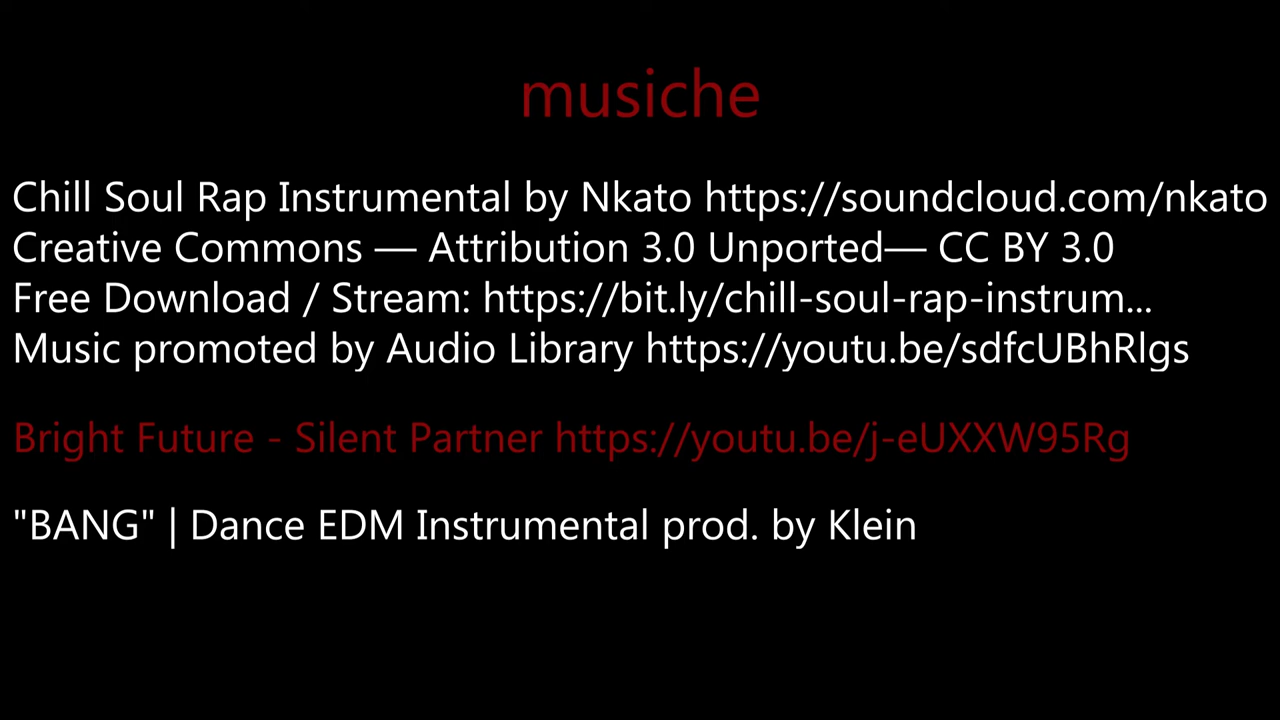 musiche
Chill Soul Rap Instrumental by Nkato https://soundcloud.com/nkato
Creative Commons — Attribution 3.0 Unported— CC BY 3.0
Free Download / Stream: https://bit.ly/chill-soul-rap-instrum...
Music promoted by Audio Library https://youtu.be/sdfcUBhRlgs
Bright Future - Silent Partner https://youtu.be/j-eUXXW95Rg
"BANG" | Dance EDM Instrumental prod. by Klein